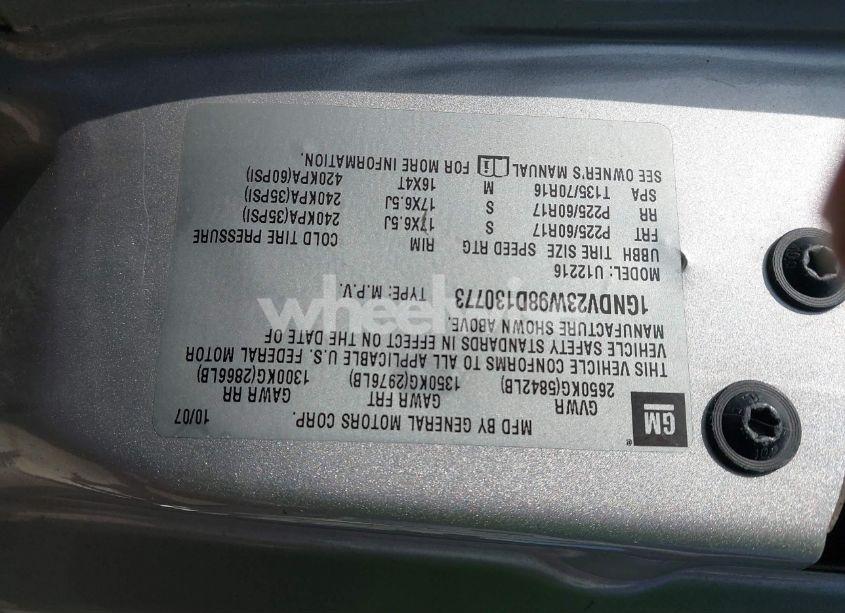 GM
®
MFD BY GENERAL MOTORS CORP. 10/07
GVWR GAWR FRT GAWR RR
2650KG(5842LB) 1350KG(2976LB) 1300KG(2866LB)
THIS VEHICLE CONFORMS TO ALL APPLICABLE U.S. FEDERAL MOTOR
VEHICLE SAFETY STANDARDS IN EFFECT ON THE DATE OF
MANUFACTURE SHOWN ABOVE.
1GNDV23W98D130773 TYPE: M.P.V.
MODEL: U12216
UBBH TIRE SIZE SPEED RTG RIM COLD TIRE PRESSURE
FRT P225/60R17 S 17X6.5J 240KPA(35PSI)
RR P225/60R17 S 17X6.5J 240KPA(35PSI)
SPA T135/70R16 M 16X4T 420KPA(60PSI)
SEE OWNER'S MANUAL FOR MORE INFORMATION.